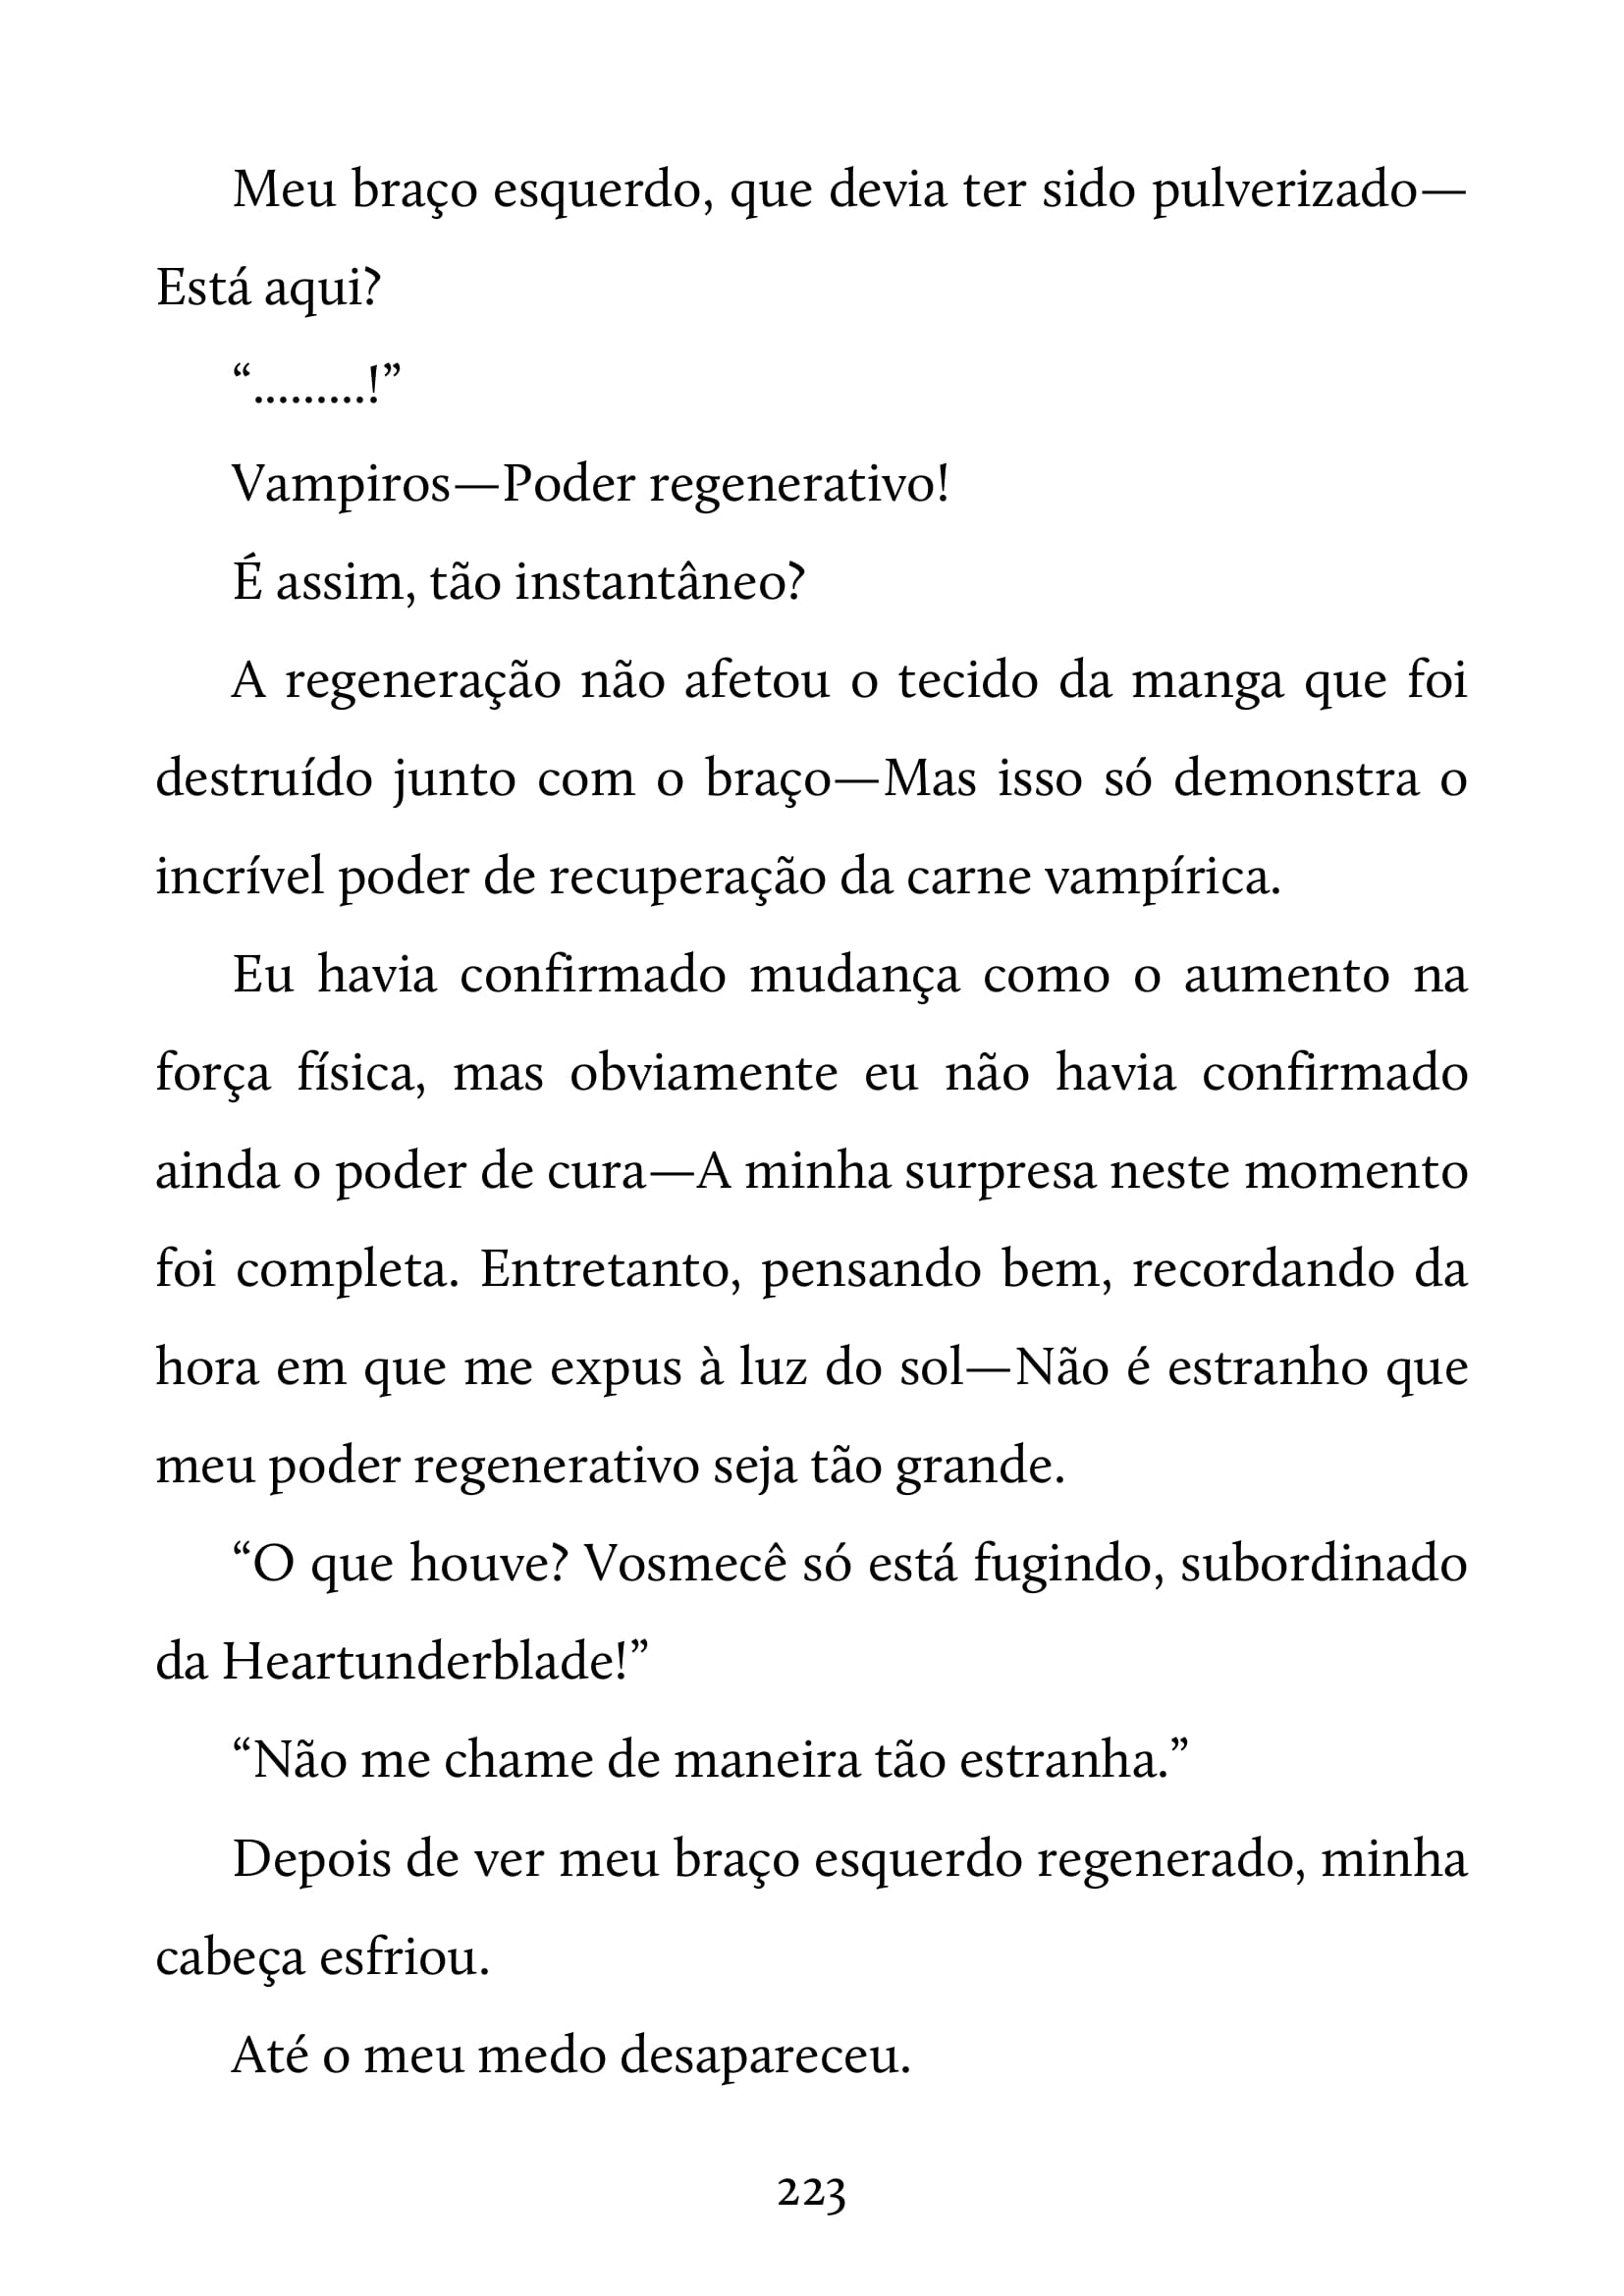 Meu braço esquerdo, que devia ter sido pulverizado—
Está aqui?
“.........!”
Vampiros—Poder regenerativo!
É assim, tão instantâneo?
A regeneração não afetou o tecido da manga que foi
destruído junto com o braço—Mas isso só demonstra o
incrível poder de recuperação da carne vampírica.
Eu havia confirmado mudança como o aumento na
força física, mas obviamente eu não havia confirmado
ainda o poder de cura—A minha surpresa neste momento
foi completa. Entretanto, pensando bem, recordando da
hora em que me expus à luz do sol—Não é estranho que
meu poder regenerativo seja tão grande.
“O que houve? Vosmecê só está fugindo, subordinado
da Heartunderblade!”
“Não me chame de maneira tão estranha.”
Depois de ver meu braço esquerdo regenerado, minha
cabeça esfriou.
Até o meu medo desapareceu.
223